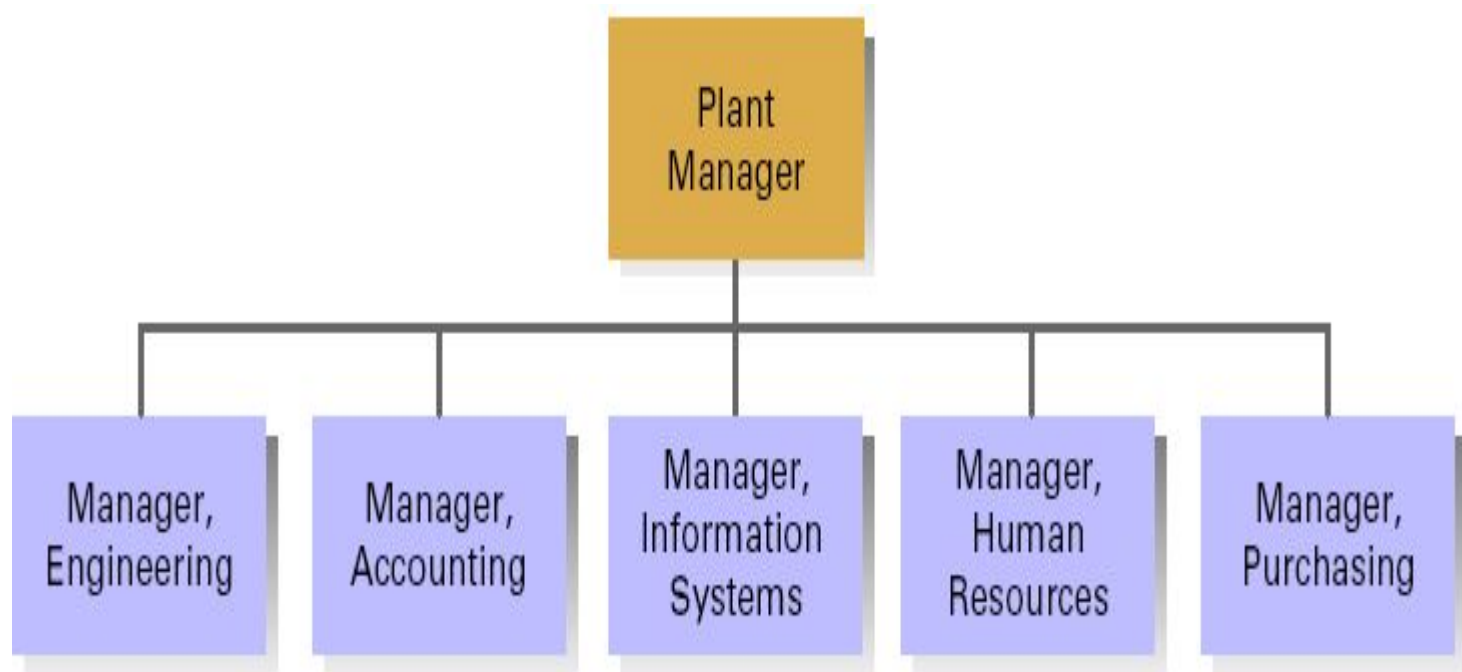 Plant
Manager
Manager,
Engineering
Manager,
Accounting
Manager,
Information
Systems
Manager,
Human
Resources
Manager,
Purchasing